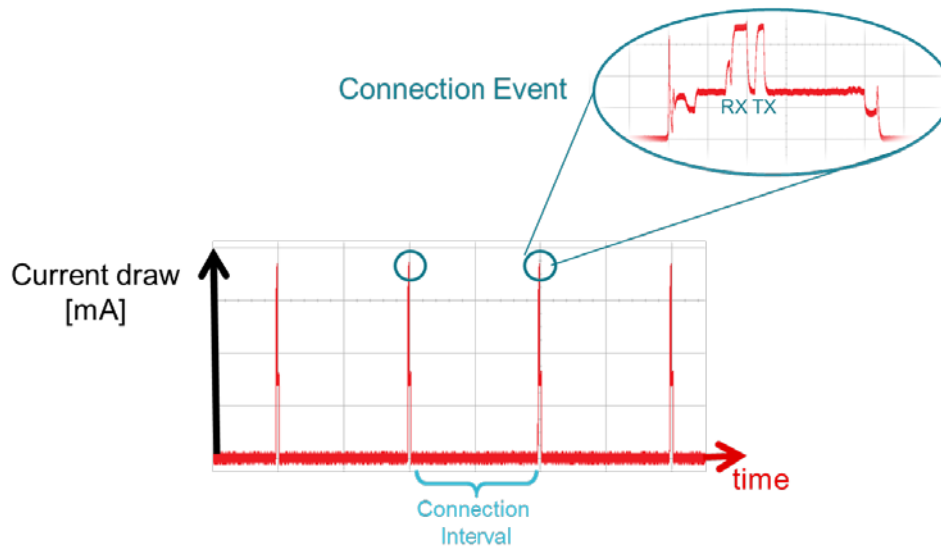 Connection Event
RX TX
Current draw
[mA]
time
Connection
Interval